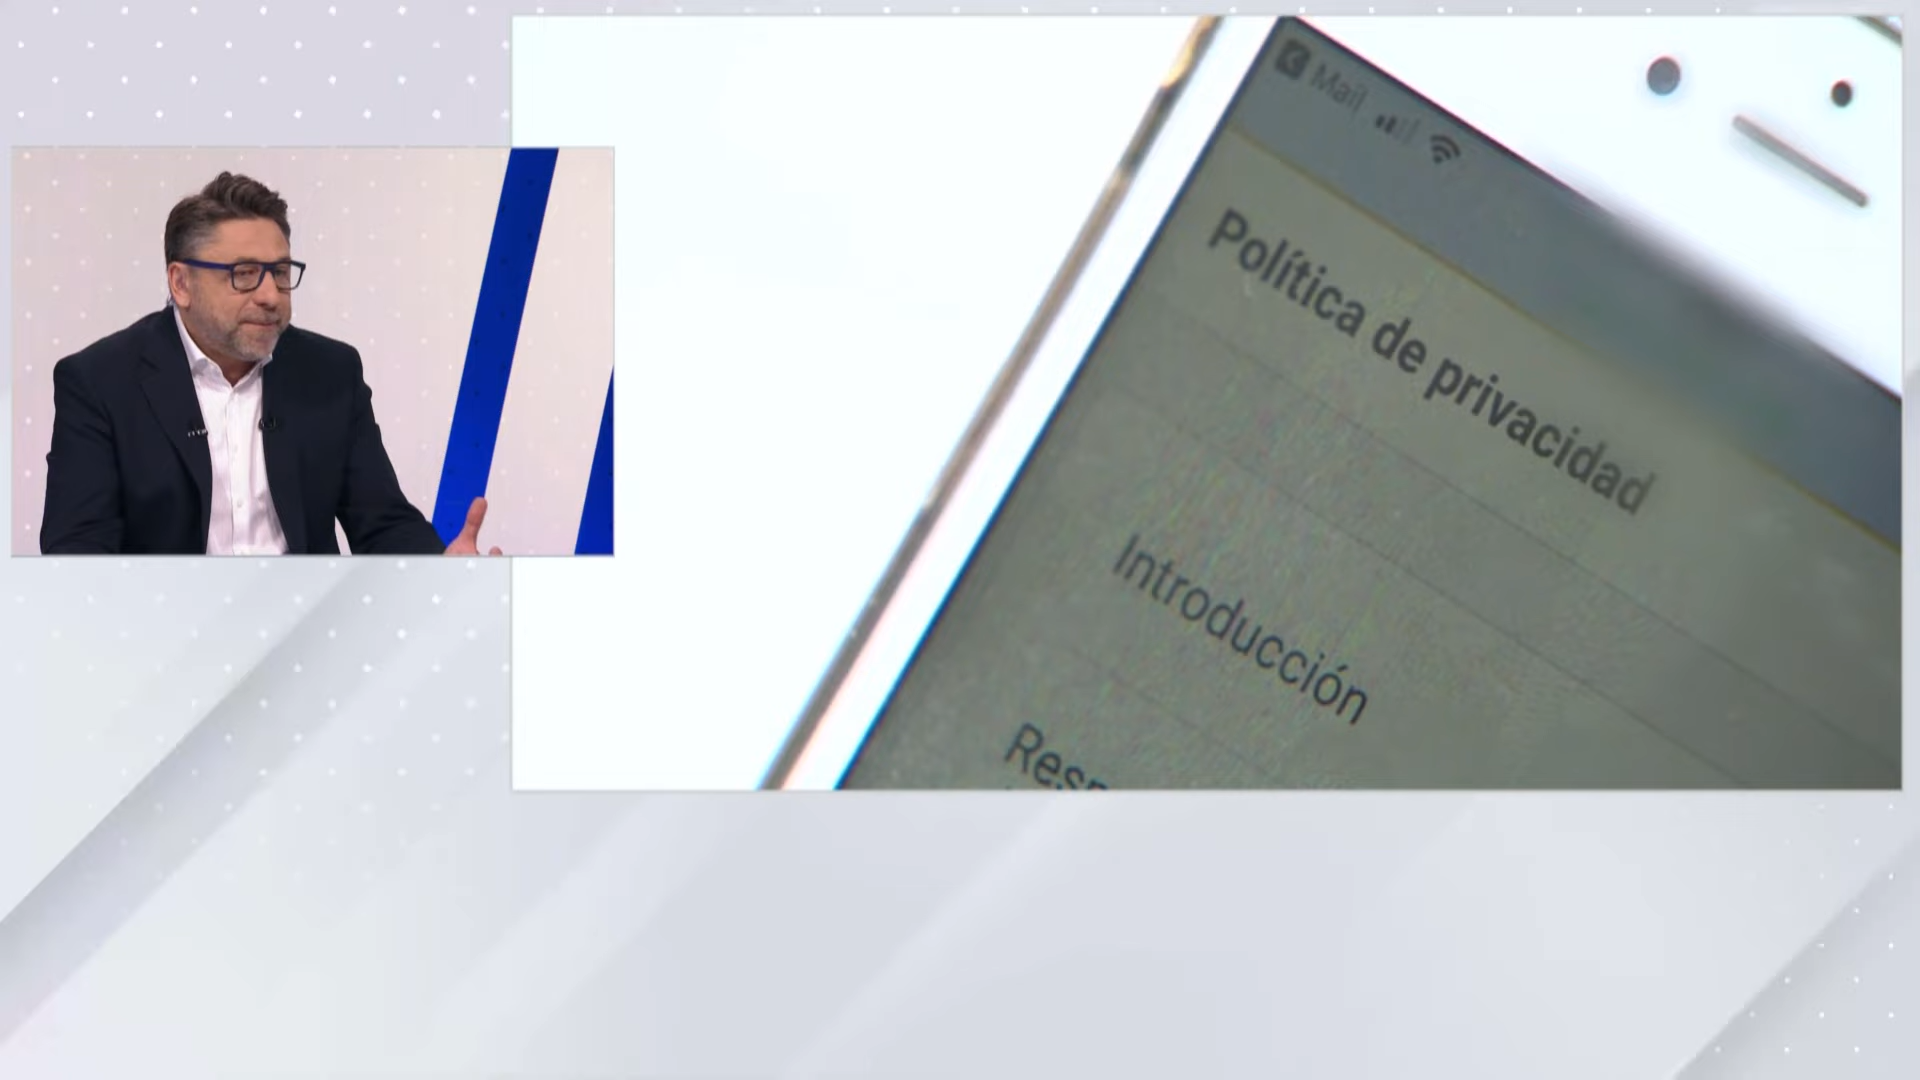 Mail
Política de privacidad
Introducción